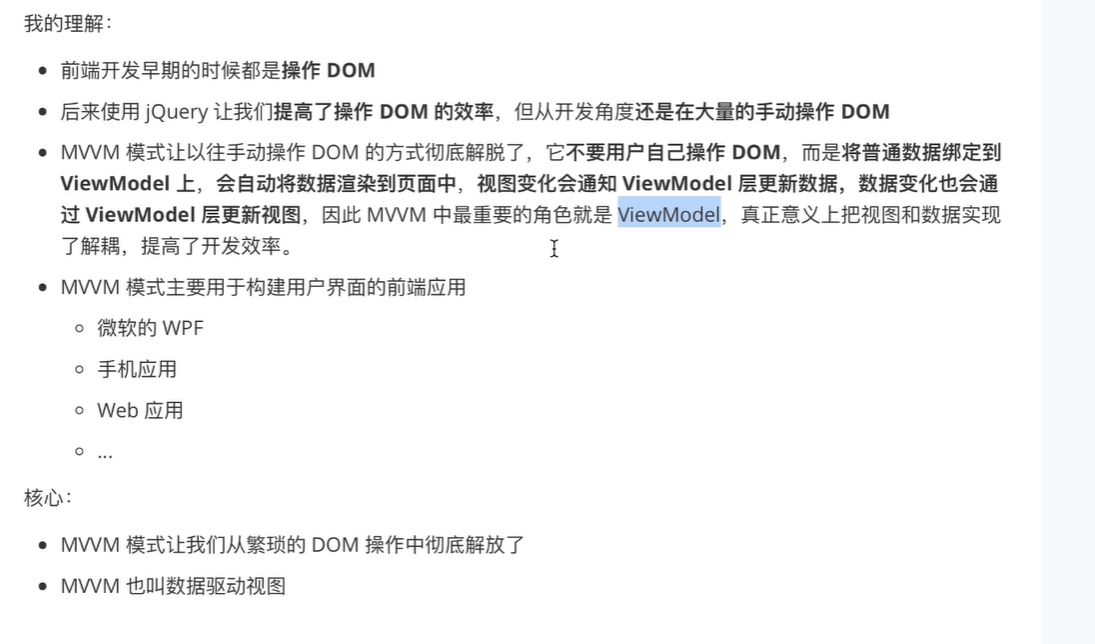 我的理解：
前端开发早期的时候都是操作 DOM
后来使用 jQuery 让我们提高了操作 DOM 的效率，但从开发角度还是在大量的手动操作 DOM
MVVM 模式让以往手动操作 DOM 的方式彻底解脱了，它不要用户自己操作 DOM，而是将普通数据绑定到
ViewModel 上，会自动将数据渲染到页面中，视图变化会通知 ViewModel 层更新数据，数据变化也会通
过 ViewModel 层更新视图，因此 MVVM 中最重要的角色就是 ViewModel，真正意义上把视图和数据实现
了解耦，提高了开发效率。
MVVM 模式主要用于构建用户界面的前端应用
微软的 WPF
手机应用
Web 应用
...
核心：
MVVM 模式让我们从繁琐的 DOM 操作中彻底解放了
MVVM 也叫数据驱动视图